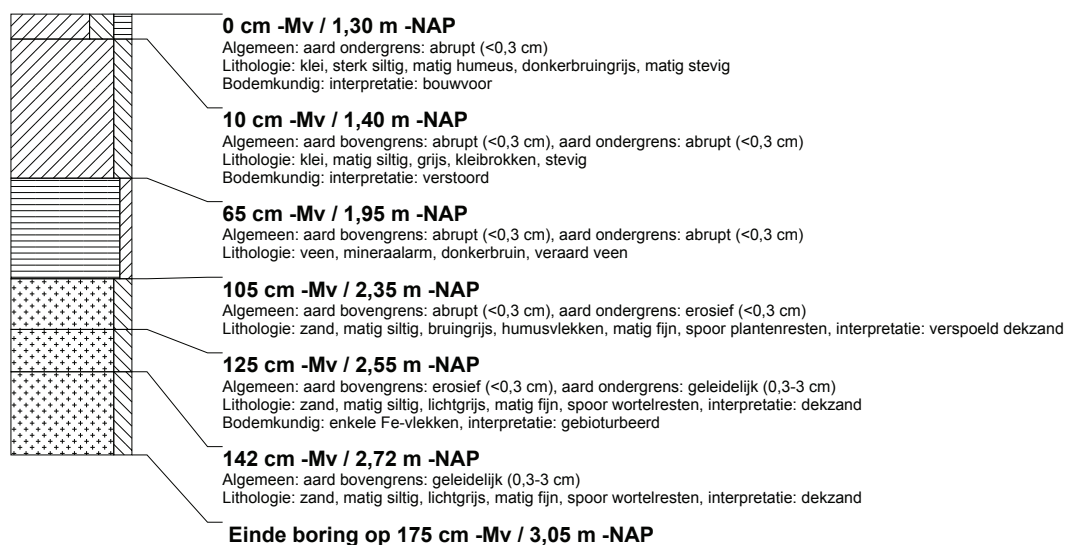 0 cm -Mv / 1,30 m -NAP
Algemeen: aard ondergrens: abrupt (<0,3 cm)
Lithologie: klei, sterk siltig, matig humeus, donkerbruingrijs, matig stevig
Bodemkundig: interpretatie: bouwvoor
10 cm -Mv / 1,40 m -NAP
Algemeen: aard bovengrens: abrupt (<0,3 cm), aard ondergrens: abrupt (<0,3 cm)
Lithologie: klei, matig siltig, grijs, kleibrokken, stevig
Bodemkundig: interpretatie: verstoord
65 cm -Mv / 1,95 m -NAP
Algemeen: aard bovengrens: abrupt (<0,3 cm), aard ondergrens: abrupt (<0,3 cm)
Lithologie: veen, mineraalarm, donkerbruin, veraard veen
105 cm -Mv / 2,35 m -NAP
Algemeen: aard bovengrens: abrupt (<0,3 cm), aard ondergrens: erosief (<0,3 cm)
Lithologie: zand, matig siltig, bruingrijs, humusvlekken, matig fijn, spoor plantenresten, interpretatie: verspoeld dekzand
125 cm -Mv / 2,55 m -NAP
Algemeen: aard bovengrens: erosief (<0,3 cm), aard ondergrens: geleidelijk (0,3-3 cm)
Lithologie: zand, matig siltig, lichtgrijs, matig fijn, spoor wortelresten, interpretatie: dekzand
Bodemkundig: enkele Fe-vlekken, interpretatie: gebioturbeerd
142 cm -Mv / 2,72 m -NAP
Algemeen: aard bovengrens: geleidelijk (0,3-3 cm)
Lithologie: zand, matig siltig, lichtgrijs, matig fijn, spoor wortelresten, interpretatie: dekzand
Einde boring op 175 cm -Mv / 3,05 m -NAP